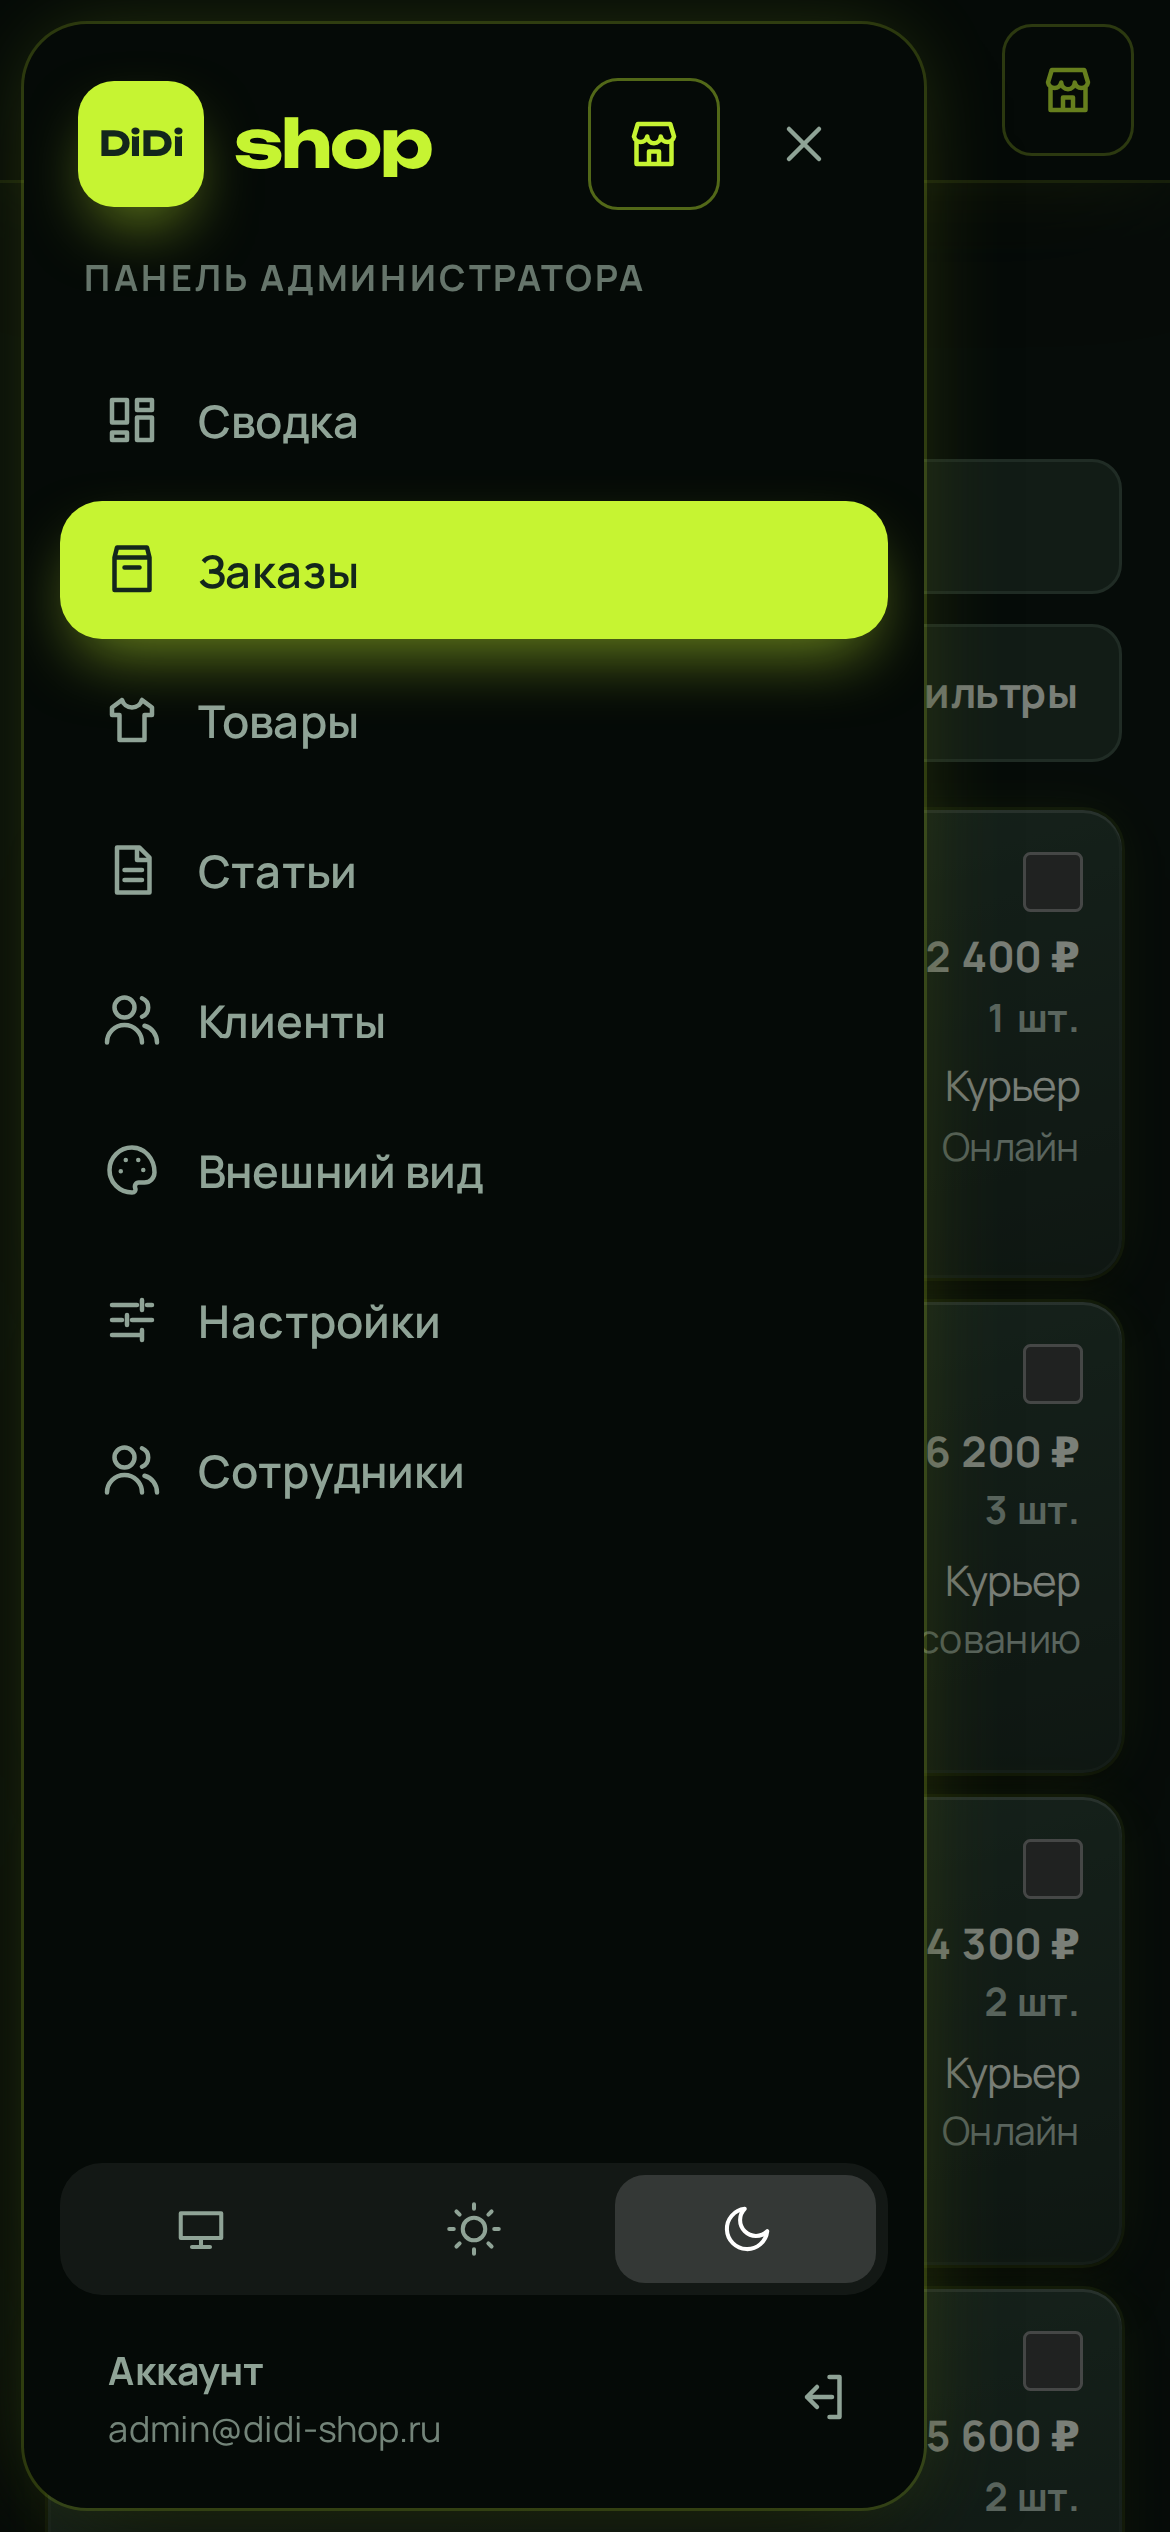 DiDi shop
ПАНЕЛЬ АДМИНИСТРАТОРА
Сводка
Заказы
Товары
Статьи
Клиенты
Внешний вид
Настройки
Сотрудники
Аккаунт
admin@didi-shop.ru
ильтры
2 400 ₽
1 шт.
Курьер
Онлайн
6 200 ₽
3 шт.
Курьер
сованию
4 300 ₽
2 шт.
Курьер
Онлайн
5 600 ₽
2 шт.